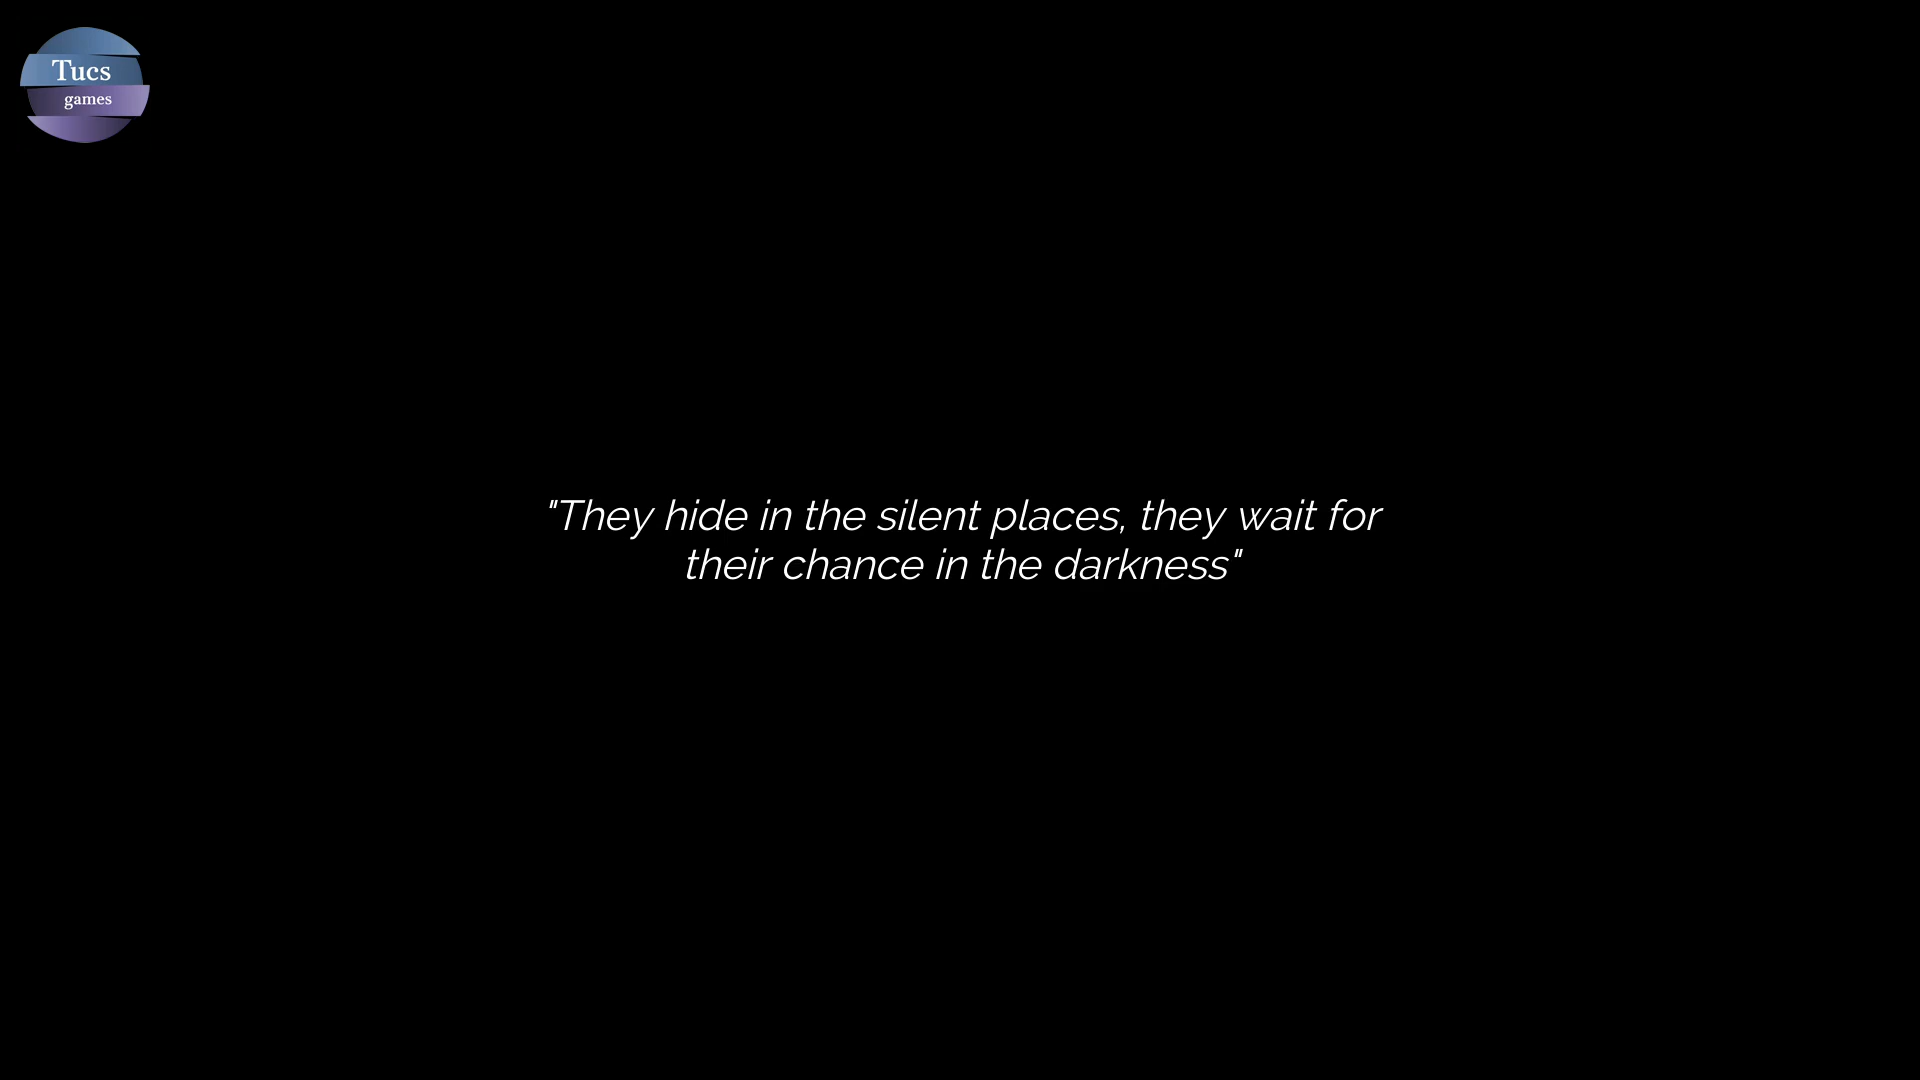 Tucs
games
"They hide in the silent places, they wait for
their chance in the darkness"